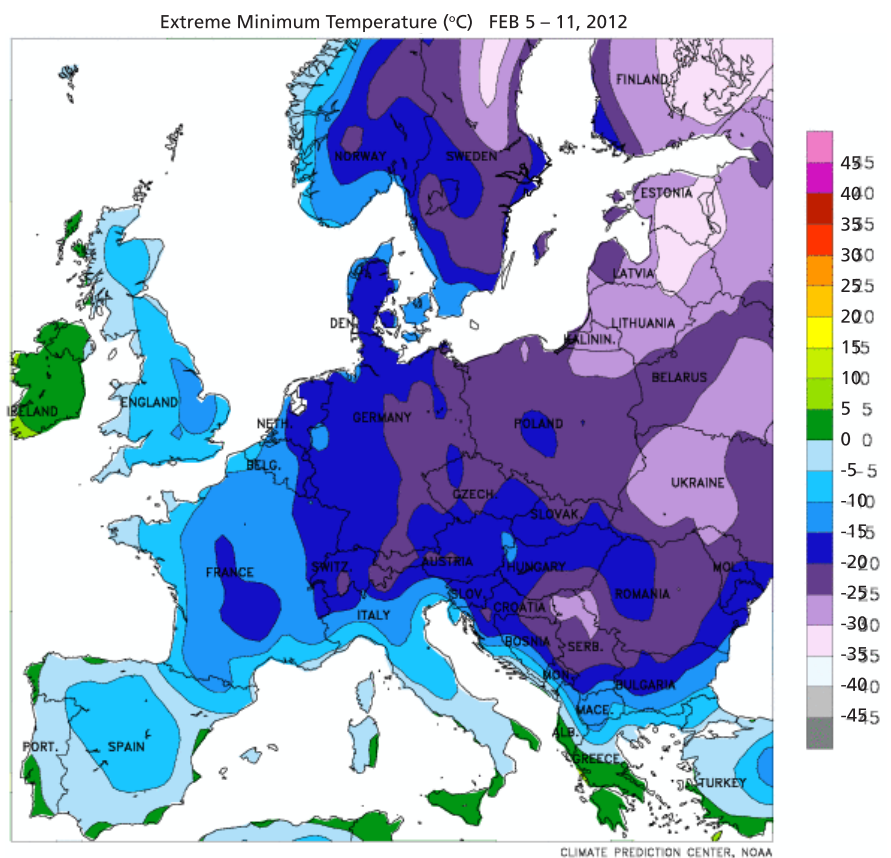 Extreme Minimum Temperature (°C) FEB 5 – 11, 2012
FINLAND
NORWAY
SWEDEN
ESTONIA
LATVIA
DEN.
LITHUANIA
KALININ.
BELARUS
IRELAND
ENGLAND
GERMANY
NETH.
POLAND
BELG.
UKRAINE
CZECH.
SLOVAK.
FRANCE
SWITZ.
AUSTRIA
HUNGARY
MOL.
SLOV.
ROMANIA
CROATIA
ITALY
BOSNIA
SERB.
MON.
BULGARIA
MACE.
ALB.
PORT.
SPAIN
GREECE
TURKEY
45
40
35
30
25
20
15
10
5
0
-5
-10
-15
-20
-25
-30
-35
-40
-45
CLIMATE PREDICTION CENTER, NOAA